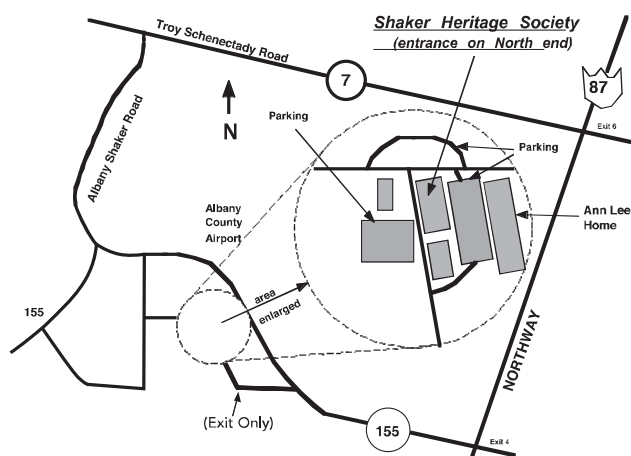 Troy Schenectady Road
7
Shaker Heritage Society
(entrance on North end)
87
Exit 6
Albany Shaker Road
N
Parking
Parking
Ann Lee
Home
Albany
County
Airport
area
enlarged
155
(Exit Only)
155
NORTHWAY
Exit 4